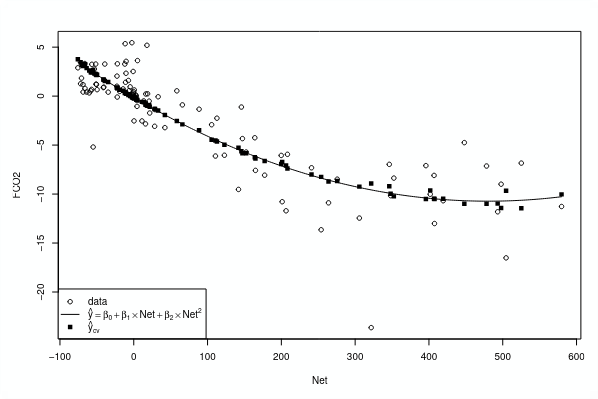 5
0
−5
−10
−15
−20
FCO2
data
ŷ = β₀ + β₁ × Net + β₂ × Net²
ŷcv
−100 0 100 200 300 400 500 600
Net